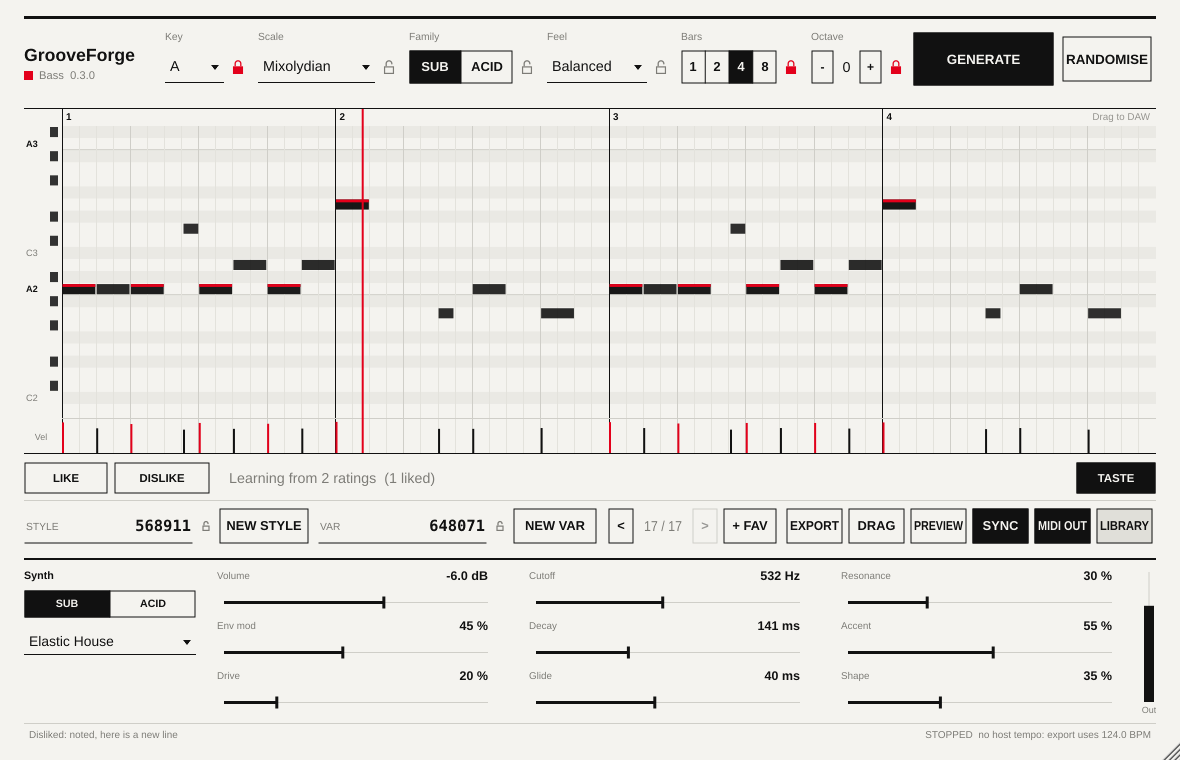 Key Scale Family Feel Bars Octave
GrooveForge
Bass 0.3.0
A Mixolydian SUB ACID Balanced 1 2 4 8 - 0 + GENERATE RANDOMISE
1 2 3 4 Drag to DAW
A3
C3
A2
C2
Vel
LIKE DISLIKE Learning from 2 ratings (1 liked) TASTE
STYLE 568911 NEW STYLE VAR 648071 NEW VAR < 17 / 17 > + FAV EXPORT DRAG PREVIEW SYNC MIDI OUT LIBRARY
Synth Volume -6.0 dB Cutoff 532 Hz Resonance 30 %
SUB ACID
Env mod 45 % Decay 141 ms Accent 55 %
Elastic House
Drive 20 % Glide 40 ms Shape 35 %
Out
Disliked: noted, here is a new line STOPPED no host tempo: export uses 124.0 BPM